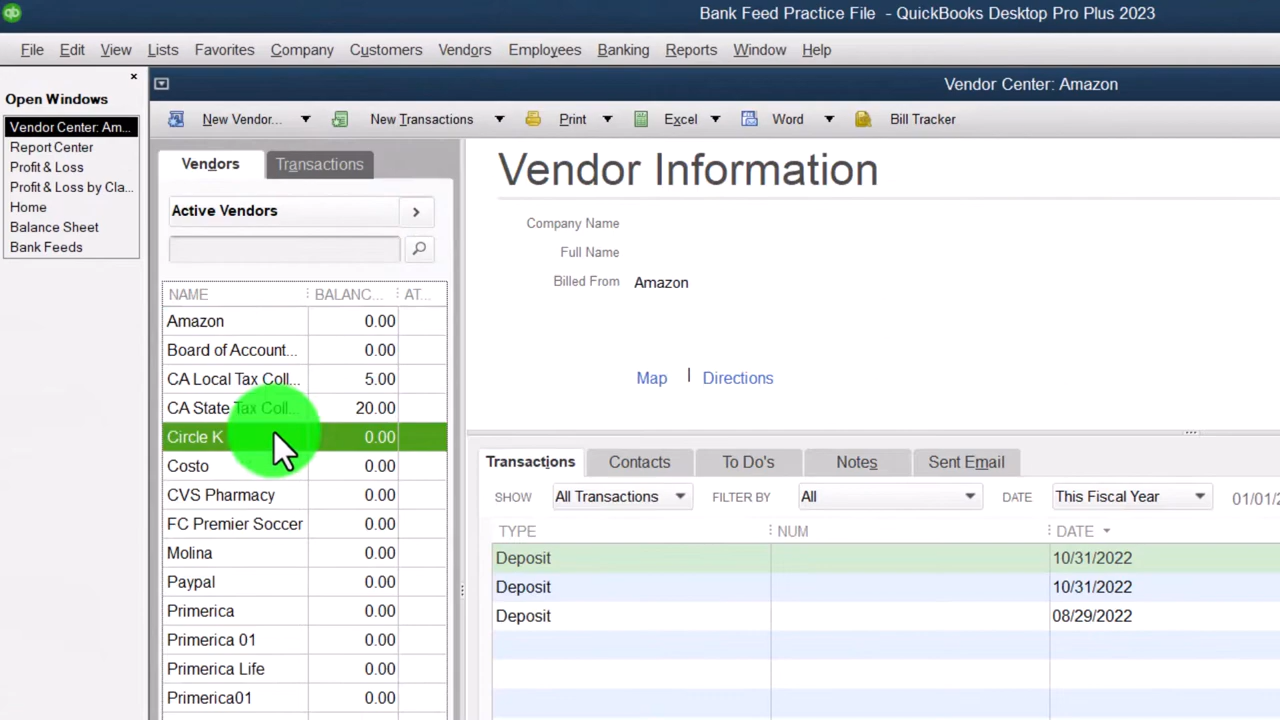 qb
Bank Feed Practice File - QuickBooks Desktop Pro Plus 2023
File Edit View Lists Favorites Company Customers Vendors Employees Banking Reports Window Help
Open Windows
Vendor Center: Am...
Report Center
Profit & Loss
Profit & Loss by Cla...
Home
Balance Sheet
Bank Feeds
Vendor Center: Amazon
New Vendor... New Transactions Print Excel Word Bill Tracker
Vendors Transactions
Active Vendors
NAME BALANC... AT...
Amazon 0.00
Board of Account... 0.00
CA Local Tax Coll... 5.00
CA State Tax Coll... 20.00
Circle K 0.00
Costo 0.00
CVS Pharmacy 0.00
FC Premier Soccer 0.00
Molina 0.00
Paypal 0.00
Primerica 0.00
Primerica 01 0.00
Primerica Life 0.00
Primerica01 0.00
Vendor Information
Company Name
Full Name
Billed From Amazon
Map | Directions
Transactions Contacts To Do's Notes Sent Email
SHOW All Transactions FILTER BY All DATE This Fiscal Year 01/01/2
TYPE NUM DATE
Deposit 10/31/2022
Deposit 10/31/2022
Deposit 08/29/2022